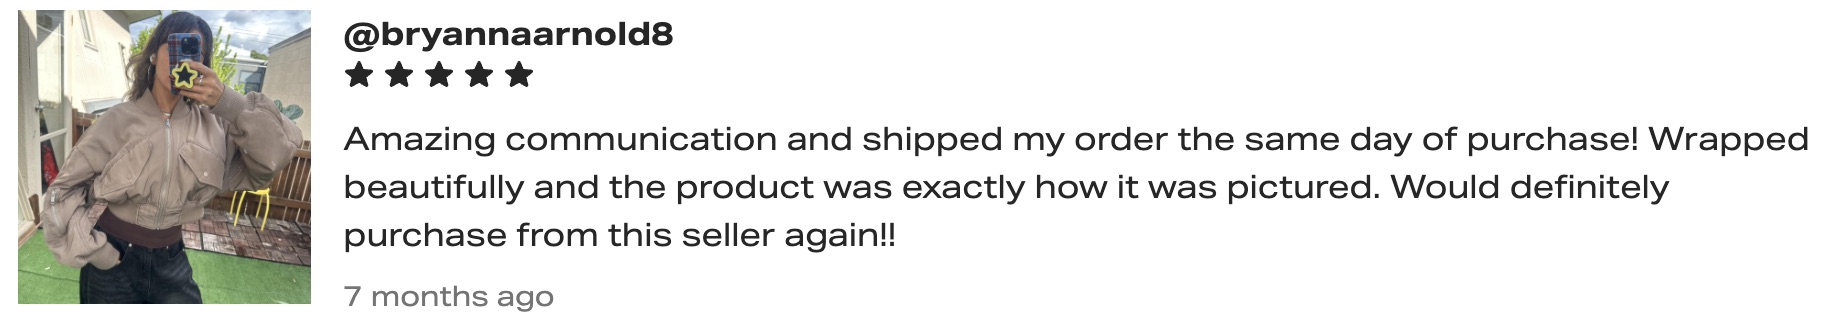 @bryannaarnold8
★ ★ ★ ★ ★
Amazing communication and shipped my order the same day of purchase! Wrapped
beautifully and the product was exactly how it was pictured. Would definitely
purchase from this seller again!!
7 months ago